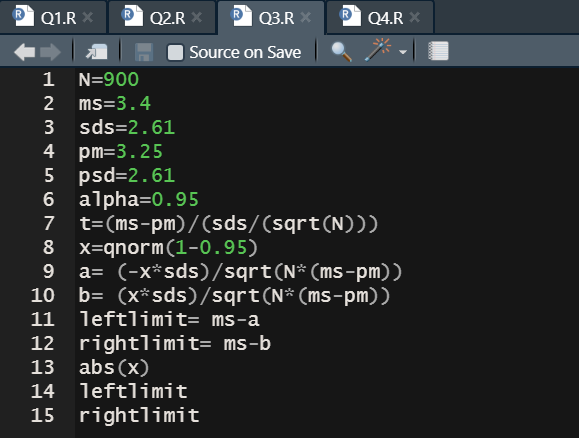 Q1.R Q2.R Q3.R Q4.R
Source on Save
1 N=900
2 ms=3.4
3 sds=2.61
4 pm=3.25
5 psd=2.61
6 alpha=0.95
7 t=(ms-pm)/(sds/(sqrt(N)))
8 x=qnorm(1-0.95)
9 a= (-x*sds)/sqrt(N*(ms-pm))
10 b= (x*sds)/sqrt(N*(ms-pm))
11 leftlimit= ms-a
12 rightlimit= ms-b
13 abs(x)
14 leftlimit
15 rightlimit